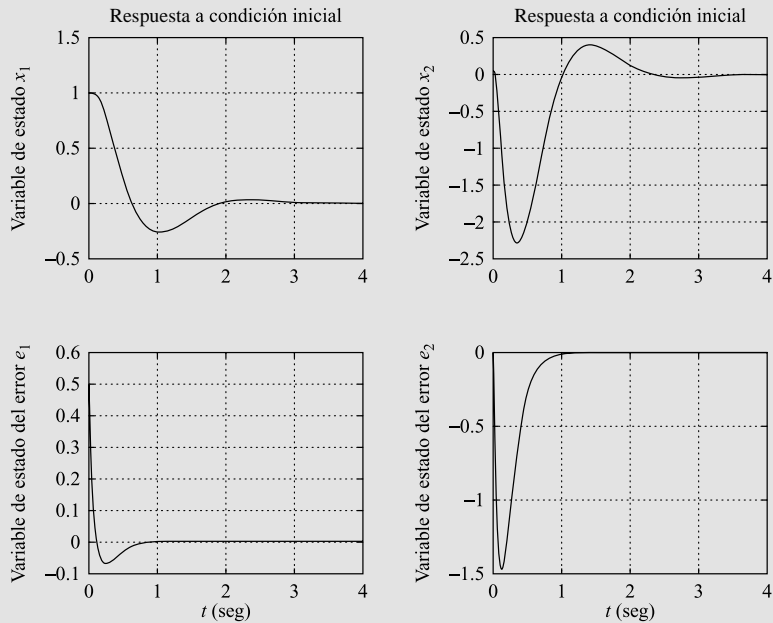 Respuesta a condición inicial
Variable de estado x1
1.5
1
0.5
0
−0.5
0 1 2 3 4
Respuesta a condición inicial
Variable de estado x2
0.5
0
−0.5
−1
−1.5
−2
−2.5
0 1 2 3 4
Variable de estado del error e1
0.6
0.5
0.4
0.3
0.2
0.1
0
−0.1
0 1 2 3 4
t (seg)
Variable de estado del error e2
0
−0.5
−1
−1.5
0 1 2 3 4
t (seg)